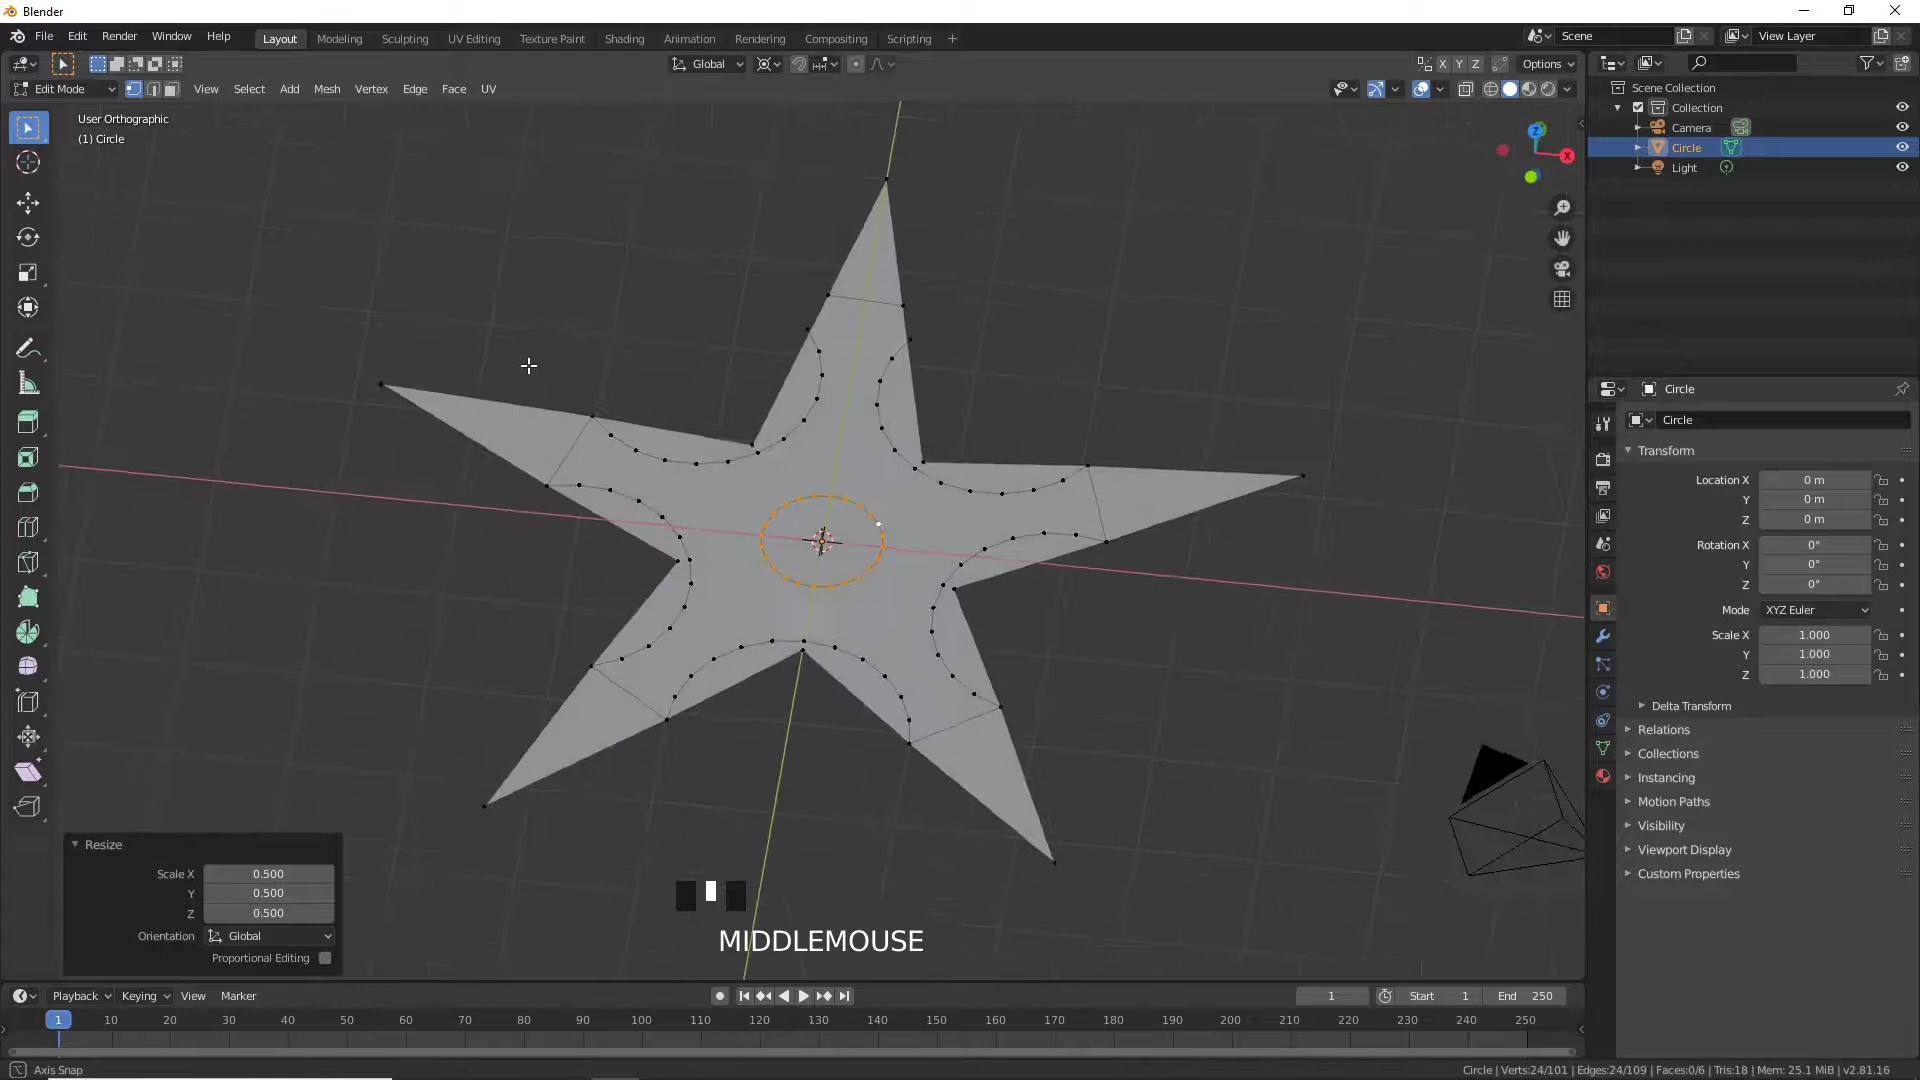 Blender
File Edit Render Window Help Layout Modeling Sculpting UV Editing Texture Paint Shading Animation Rendering Compositing Scripting + Scene View Layer
Global X Y Z Options
Edit Mode View Select Add Mesh Vertex Edge Face UV
User Orthographic
(1) Circle
Z
X
Scene Collection
Collection
Camera
Circle
Light
Circle
Circle
Transform
Location X 0 m
Y 0 m
Z 0 m
Rotation X 0°
Y 0°
Z 0°
Mode XYZ Euler
Scale X 1.000
Y 1.000
Z 1.000
Delta Transform
Relations
Collections
Instancing
Motion Paths
Visibility
Viewport Display
Custom Properties
Resize
Scale X 0.500
Y 0.500
Z 0.500
Orientation Global
Proportional Editing
MIDDLEMOUSE
Playback Keying View Marker 1 Start 1 End 250
1 10 20 30 40 50 60 70 80 90 100 110 120 130 140 150 160 170 180 190 200 210 220 230 240 250
Axis Snap Circle | Verts:24/101 | Edges:24/109 | Faces:0/6 | Tris:18 | Mem: 25.1 MiB | v2.81.16